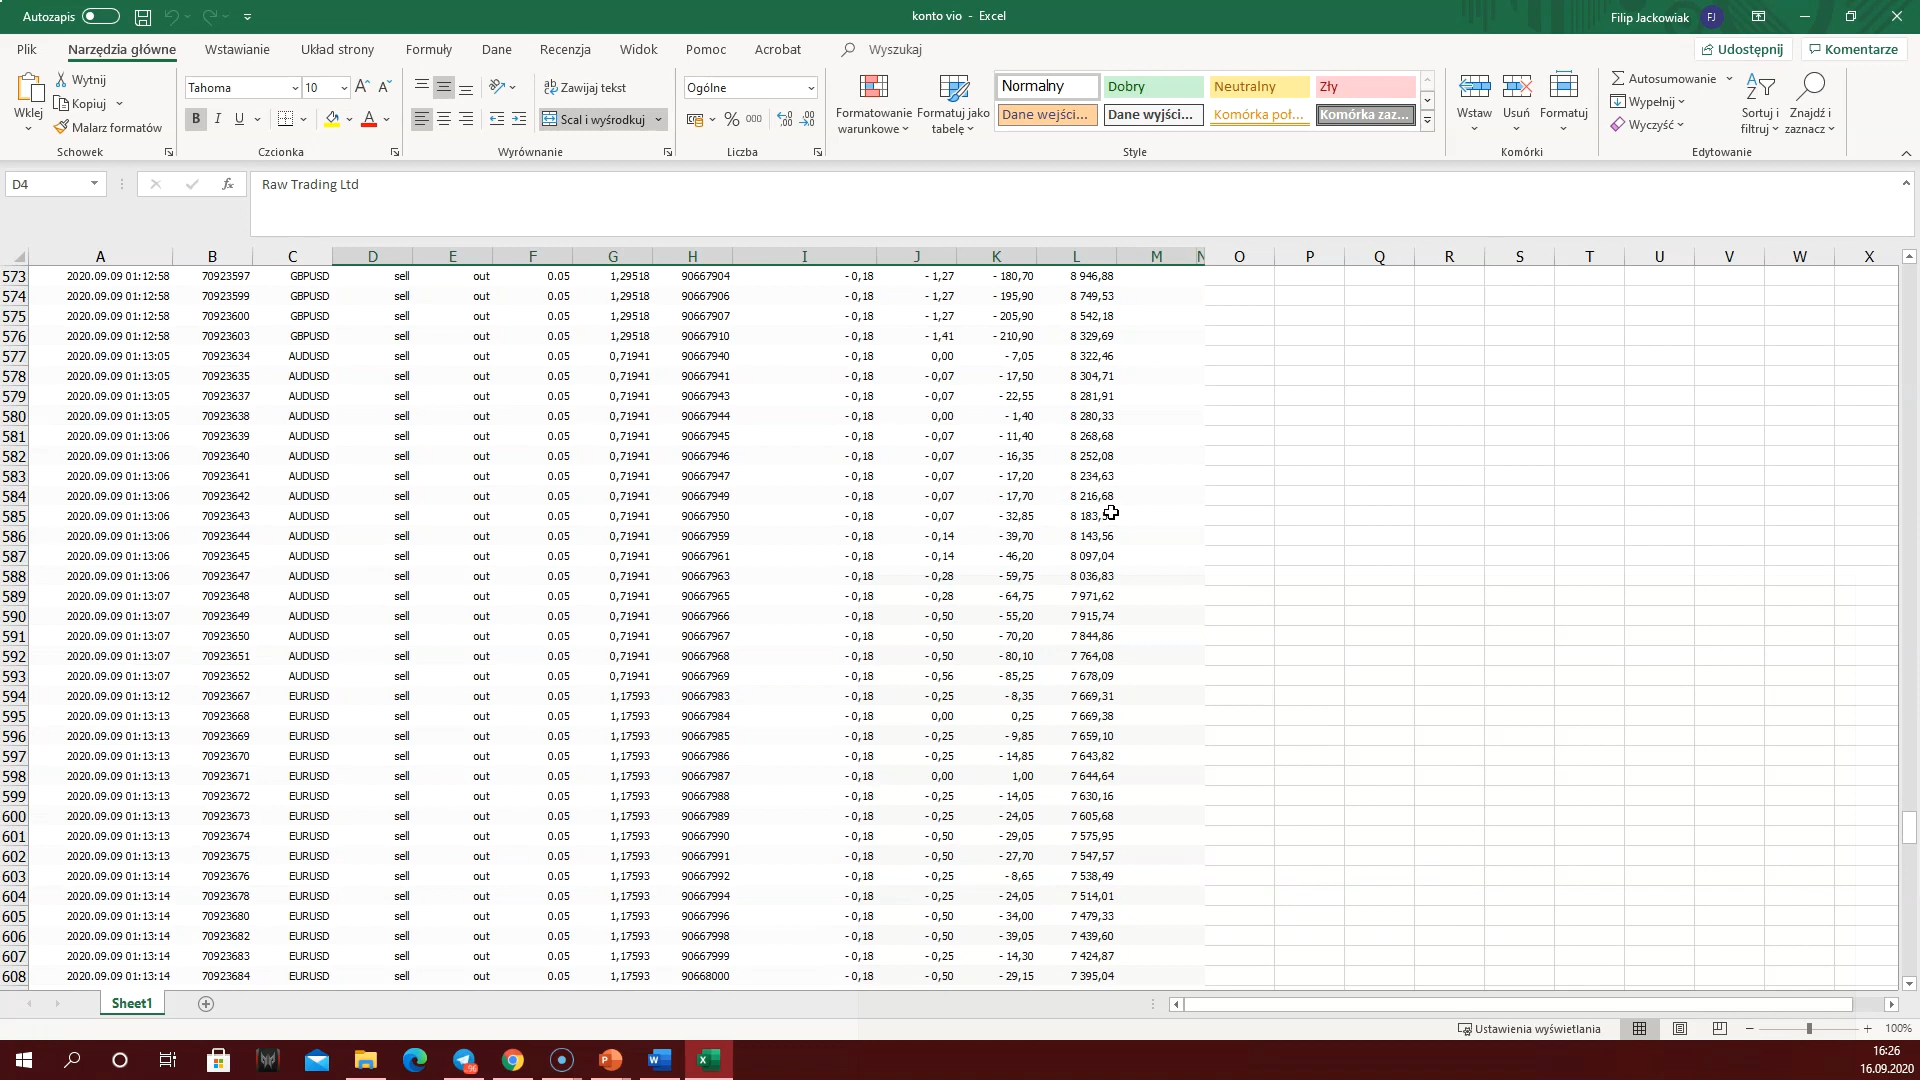 Autozapis
konto vio - Excel
Filip Jackowiak FJ
Plik Narzędzia główne Wstawianie Układ strony Formuły Dane Recenzja Widok Pomoc Acrobat Wyszukaj Udostępnij Komentarze
Wklej Wytnij Kopiuj Malarz formatów Schowek
Tahoma 10 B I U Czcionka
Zawijaj tekst Scal i wyśrodkuj Wyrównanie
Ogólne % 000 Liczba
Formatowanie warunkowe Formatuj jako tabelę
Normalny Dobry Neutralny Zły
Dane wejści... Dane wyjści... Komórka poł... Komórka zaz...
Style
Wstaw Usuń Formatuj Komórki
Autosumowanie Wypełnij Wyczyść Sortuj i filtruj Znajdź i zaznacz Edytowanie
D4 fx Raw Trading Ltd
A B C D E F G H I J K L M N O P Q R S T U V W X
573 2020.09.09 01:12:58 70923597 GBPUSD sell out 0.05 1,29518 90667904 - 0,18 - 1,27 - 180,70 8 946,88
574 2020.09.09 01:12:58 70923599 GBPUSD sell out 0.05 1,29518 90667906 - 0,18 - 1,27 - 195,90 8 749,53
575 2020.09.09 01:12:58 70923600 GBPUSD sell out 0.05 1,29518 90667907 - 0,18 - 1,27 - 205,90 8 542,18
576 2020.09.09 01:12:58 70923603 GBPUSD sell out 0.05 1,29518 90667910 - 0,18 - 1,41 - 210,90 8 329,69
577 2020.09.09 01:13:05 70923634 AUDUSD sell out 0.05 0,71941 90667940 - 0,18 0,00 - 7,05 8 322,46
578 2020.09.09 01:13:05 70923635 AUDUSD sell out 0.05 0,71941 90667941 - 0,18 - 0,07 - 17,50 8 304,71
579 2020.09.09 01:13:05 70923637 AUDUSD sell out 0.05 0,71941 90667943 - 0,18 - 0,07 - 22,55 8 281,91
580 2020.09.09 01:13:05 70923638 AUDUSD sell out 0.05 0,71941 90667944 - 0,18 0,00 - 1,40 8 280,33
581 2020.09.09 01:13:06 70923639 AUDUSD sell out 0.05 0,71941 90667945 - 0,18 - 0,07 - 11,40 8 268,68
582 2020.09.09 01:13:06 70923640 AUDUSD sell out 0.05 0,71941 90667946 - 0,18 - 0,07 - 16,35 8 252,08
583 2020.09.09 01:13:06 70923641 AUDUSD sell out 0.05 0,71941 90667947 - 0,18 - 0,07 - 17,20 8 234,63
584 2020.09.09 01:13:06 70923642 AUDUSD sell out 0.05 0,71941 90667949 - 0,18 - 0,07 - 17,70 8 216,68
585 2020.09.09 01:13:06 70923643 AUDUSD sell out 0.05 0,71941 90667950 - 0,18 - 0,07 - 32,85
586 2020.09.09 01:13:06 70923644 AUDUSD sell out 0.05 0,71941 90667959 - 0,18 - 0,14 - 39,70 8 143,56
587 2020.09.09 01:13:06 70923645 AUDUSD sell out 0.05 0,71941 90667961 - 0,18 - 0,14 - 46,20 8 097,04
588 2020.09.09 01:13:06 70923647 AUDUSD sell out 0.05 0,71941 90667963 - 0,18 - 0,28 - 59,75 8 036,83
589 2020.09.09 01:13:07 70923648 AUDUSD sell out 0.05 0,71941 90667965 - 0,18 - 0,28 - 64,75 7 971,62
590 2020.09.09 01:13:07 70923649 AUDUSD sell out 0.05 0,71941 90667966 - 0,18 - 0,50 - 55,20 7 915,74
591 2020.09.09 01:13:07 70923650 AUDUSD sell out 0.05 0,71941 90667967 - 0,18 - 0,50 - 70,20 7 844,86
592 2020.09.09 01:13:07 70923651 AUDUSD sell out 0.05 0,71941 90667968 - 0,18 - 0,50 - 80,10 7 764,08
593 2020.09.09 01:13:07 70923652 AUDUSD sell out 0.05 0,71941 90667969 - 0,18 - 0,56 - 85,25 7 678,09
594 2020.09.09 01:13:12 70923667 EURUSD sell out 0.05 1,17593 90667983 - 0,18 - 0,25 - 8,35 7 669,31
595 2020.09.09 01:13:13 70923668 EURUSD sell out 0.05 1,17593 90667984 - 0,18 0,00 0,25 7 669,38
596 2020.09.09 01:13:13 70923669 EURUSD sell out 0.05 1,17593 90667985 - 0,18 - 0,25 - 9,85 7 659,10
597 2020.09.09 01:13:13 70923670 EURUSD sell out 0.05 1,17593 90667986 - 0,18 - 0,25 - 14,85 7 643,82
598 2020.09.09 01:13:13 70923671 EURUSD sell out 0.05 1,17593 90667987 - 0,18 0,00 1,00 7 644,64
599 2020.09.09 01:13:13 70923672 EURUSD sell out 0.05 1,17593 90667988 - 0,18 - 0,25 - 14,05 7 630,16
600 2020.09.09 01:13:13 70923673 EURUSD sell out 0.05 1,17593 90667989 - 0,18 - 0,25 - 24,05 7 605,68
601 2020.09.09 01:13:13 70923674 EURUSD sell out 0.05 1,17593 90667990 - 0,18 - 0,50 - 29,05 7 575,95
602 2020.09.09 01:13:13 70923675 EURUSD sell out 0.05 1,17593 90667991 - 0,18 - 0,50 - 27,70 7 547,57
603 2020.09.09 01:13:14 70923676 EURUSD sell out 0.05 1,17593 90667992 - 0,18 - 0,25 - 8,65 7 538,49
604 2020.09.09 01:13:14 70923678 EURUSD sell out 0.05 1,17593 90667994 - 0,18 - 0,25 - 24,05 7 514,01
605 2020.09.09 01:13:14 70923680 EURUSD sell out 0.05 1,17593 90667996 - 0,18 - 0,50 - 34,00 7 479,33
606 2020.09.09 01:13:14 70923682 EURUSD sell out 0.05 1,17593 90667998 - 0,18 - 0,50 - 39,05 7 439,60
607 2020.09.09 01:13:14 70923683 EURUSD sell out 0.05 1,17593 90667999 - 0,18 - 0,25 - 14,30 7 424,87
608 2020.09.09 01:13:14 70923684 EURUSD sell out 0.05 1,17593 90668000 - 0,18 - 0,50 - 29,15 7 395,04
Sheet1
Ustawienia wyświetlania 100%
16:26
16.09.2020